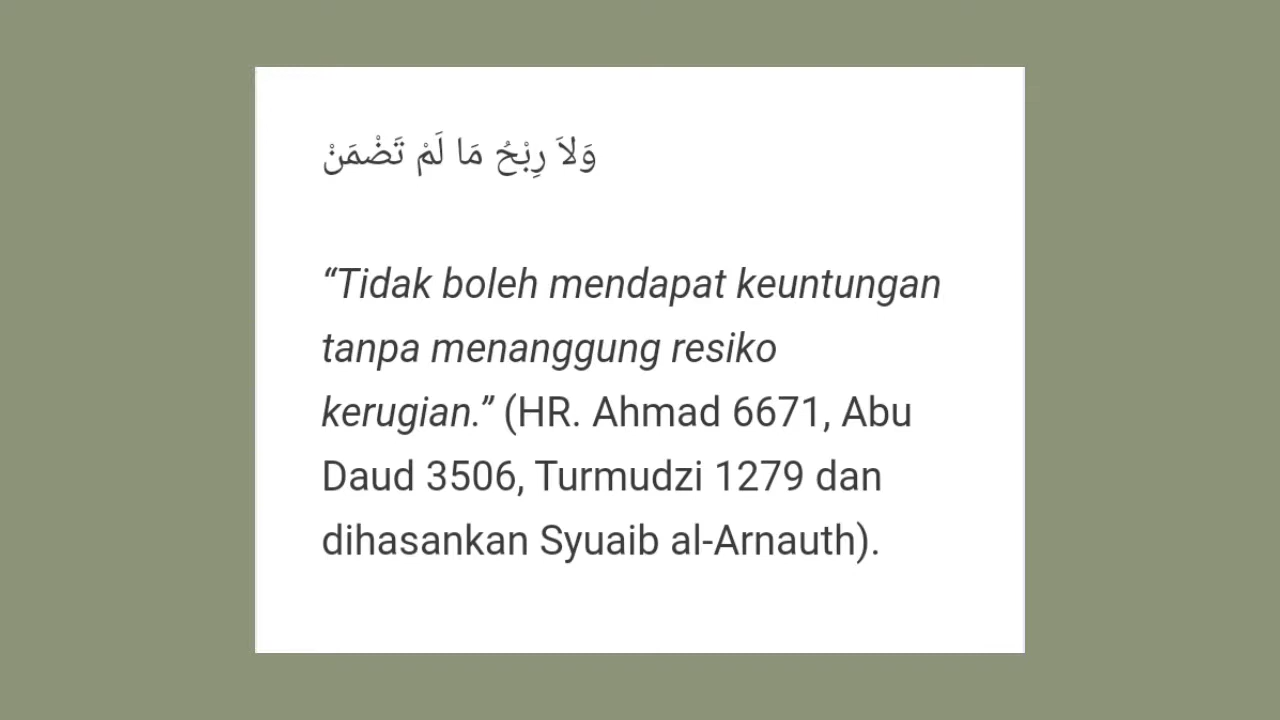 وَلاَ رِبْحُ مَا لَمْ تَضْمَنْ
“Tidak boleh mendapat keuntungan
tanpa menanggung resiko
kerugian.” (HR. Ahmad 6671, Abu
Daud 3506, Turmudzi 1279 dan
dihasankan Syuaib al-Arnauth).